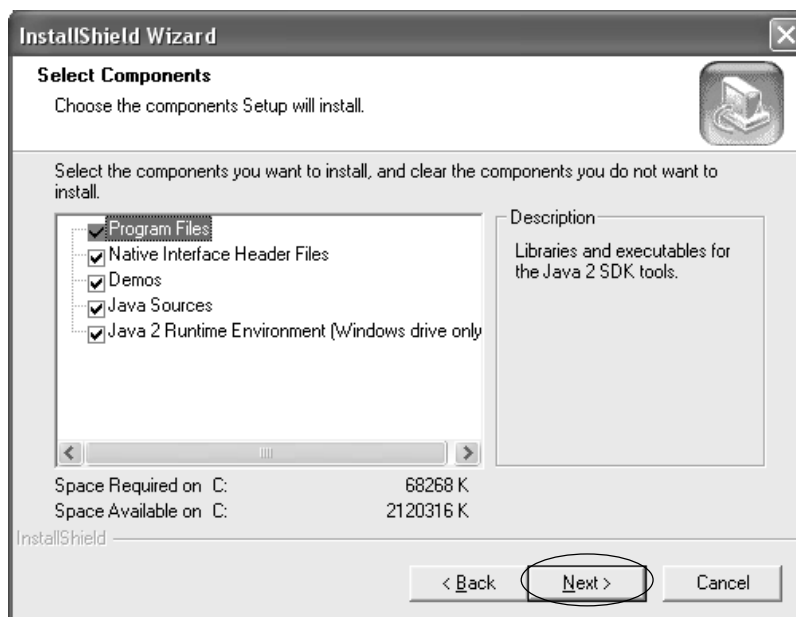 InstallShield Wizard
Select Components
Choose the components Setup will install.
Select the components you want to install, and clear the components you do not want to
install.
Program Files
Native Interface Header Files
Demos
Java Sources
Java 2 Runtime Environment (Windows drive only
Description
Libraries and executables for
the Java 2 SDK tools.
Space Required on C: 68268 K
Space Available on C: 2120316 K
InstallShield
< Back Next > Cancel